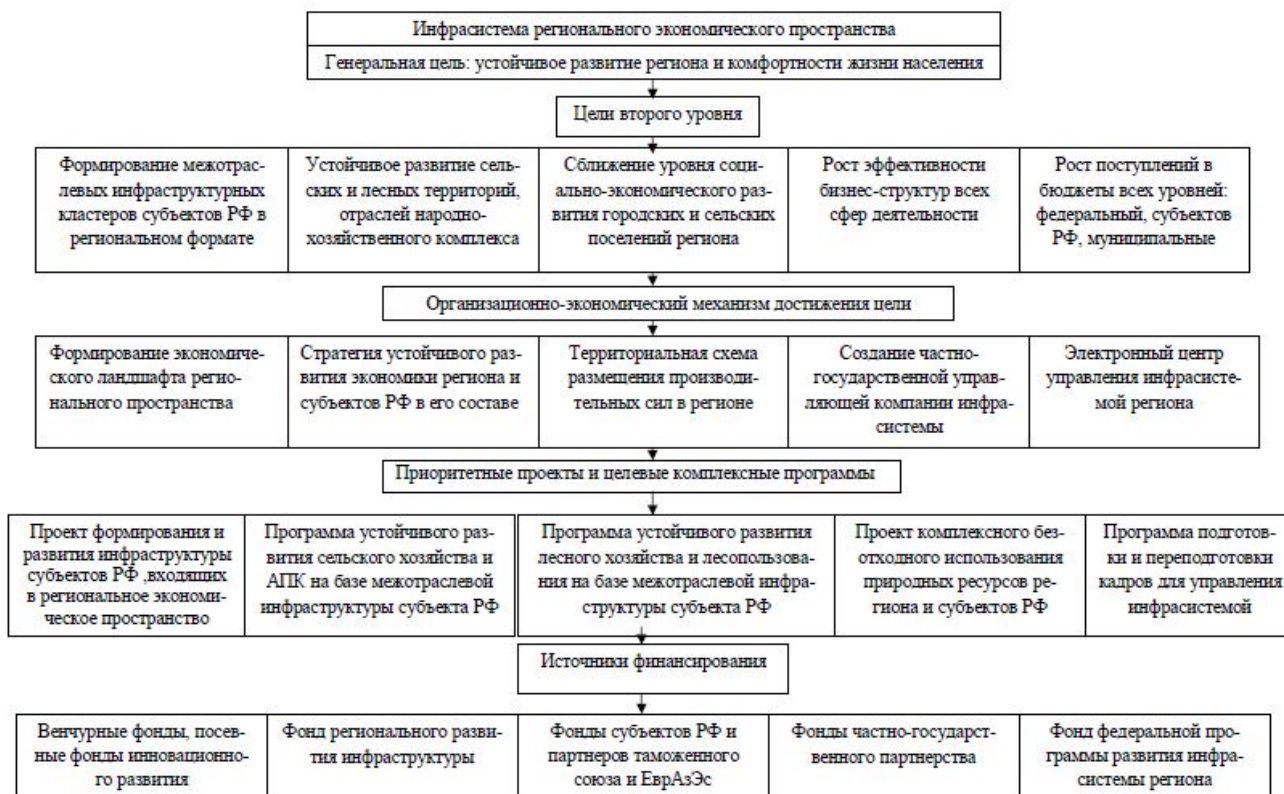 Инфрасистема регионального экономического пространства
Генеральная цель: устойчивое развитие региона и комфортности жизни населения
Цели второго уровня
Формирование межотрас-
левых инфраструктурных
кластеров субъектов РФ в
региональном формате
Устойчивое развитие сель-
ских и лесных территорий,
отраслей народно-
хозяйственного комплекса
Сближение уровня соци-
ально-экономического раз-
вития городских и сельских
поселений региона
Рост эффективности
бизнес-структур всех
сфер деятельности
Рост поступлений в
бюджеты всех уровней:
федеральный, субъектов
РФ, муниципальные
Организационно-экономический механизм достижения цели
Формирование экономиче-
ского ландшафта регио-
нального пространства
Стратегия устойчивого раз-
вития экономики региона и
субъектов РФ в его составе
Территориальная схема
размещения производи-
тельных сил в регионе
Создание частно-
государственной управ-
ляющей компании инфра-
системы
Электронный центр
управления инфрасисте-
мой региона
Приоритетные проекты и целевые комплексные программы
Проект формирования и
развития инфраструктуры
субъектов РФ ,входящих
в региональное экономи-
ческое пространство
Программа устойчивого раз-
вития сельского хозяйства и
АПК на базе межотраслевой
инфраструктуры субъекта РФ
Программа устойчивого развития
лесного хозяйства и лесопользова-
ния на базе межотраслевой инфра-
структуры субъекта РФ
Проект комплексного без-
отходного использования
природных ресурсов ре-
гиона и субъектов РФ
Программа подготов-
ки и переподготовки
кадров для управления
инфрасистемой
Источники финансирования
Венчурные фонды, посев-
ные фонды инновационно-
го развития
Фонд регионального разви-
тия инфраструктуры
Фонды субъектов РФ и
партнеров таможенного
союза и ЕврАзЭс
Фонды частно-государст-
венного партнерства
Фонд федеральной про-
граммы развития инфра-
системы региона